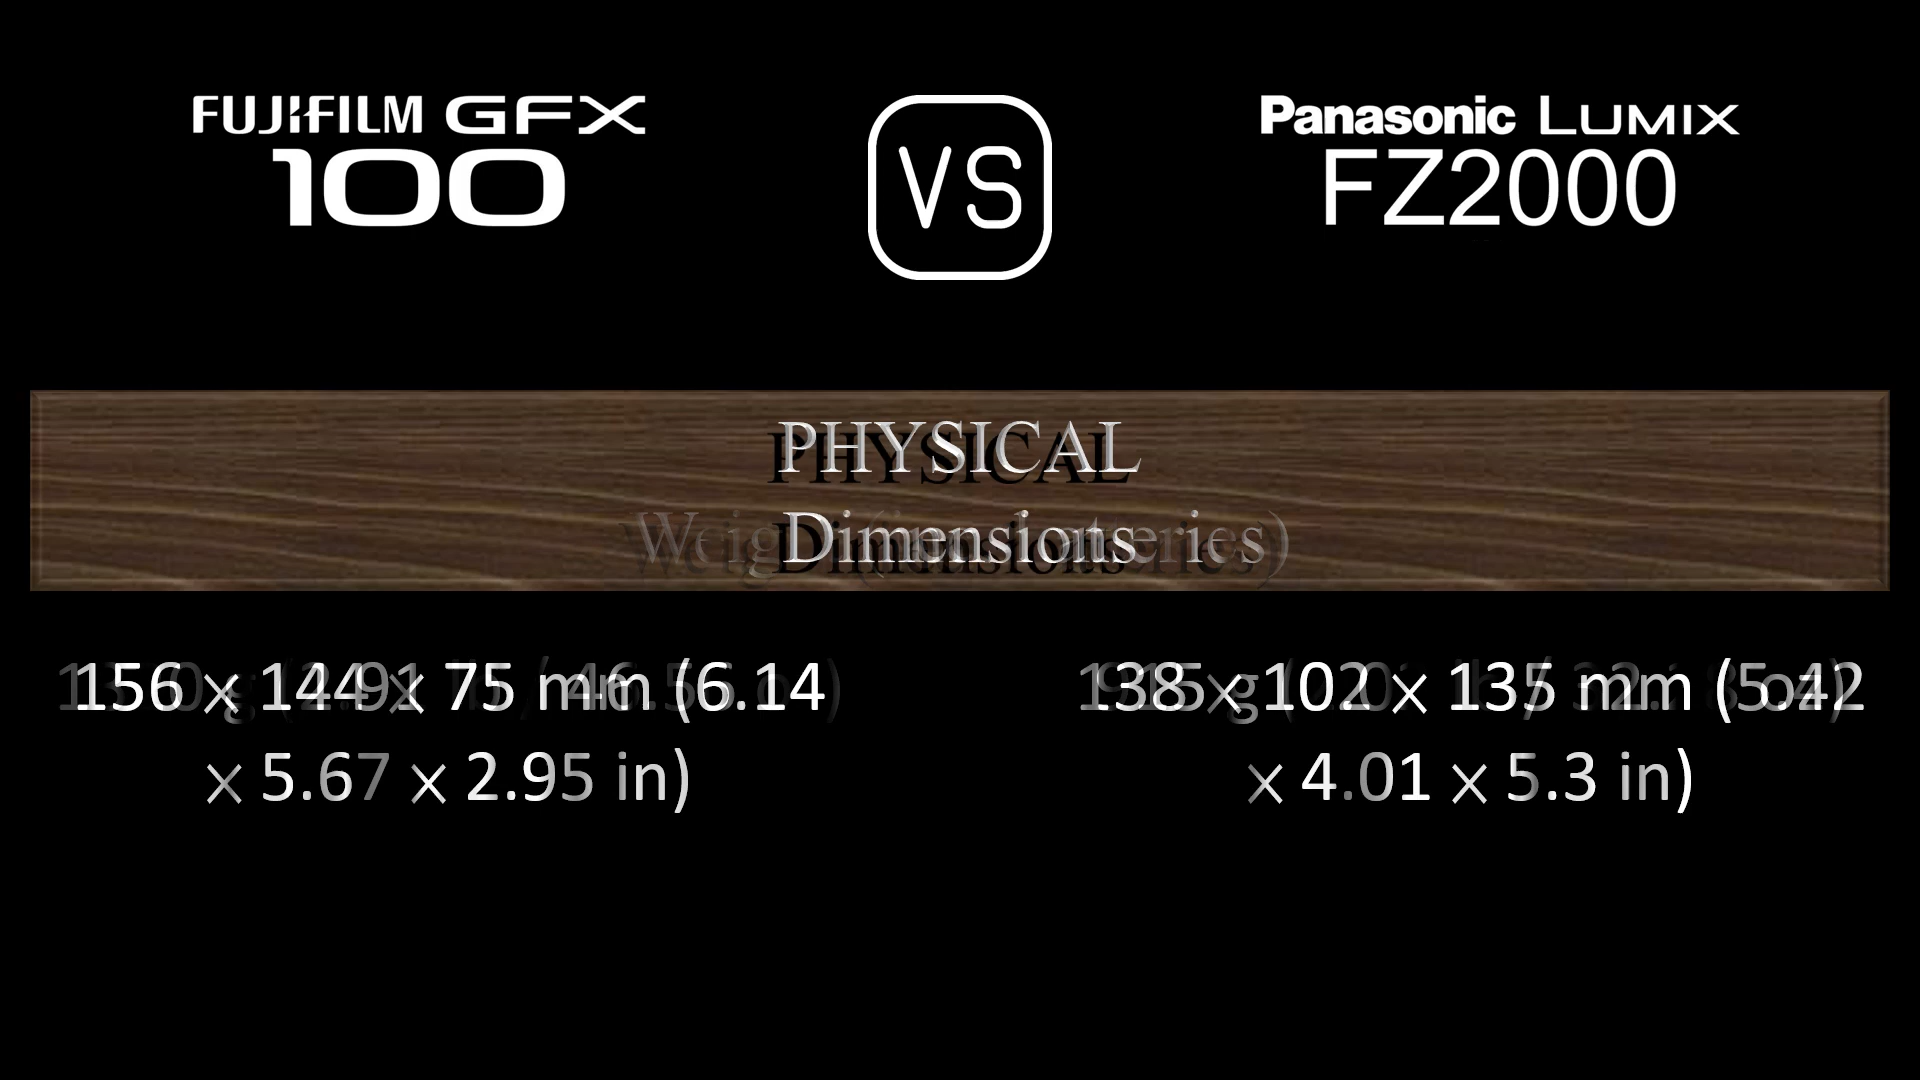 FUJIFILM GFX
100
VS
Panasonic LUMIX
FZ2000
PHYSICAL
Dimensions
156 x 144 x 75 mm (6.14
x 5.67 x 2.95 in)
138 x 102 x 135 mm (5.42
x 4.01 x 5.3 in)